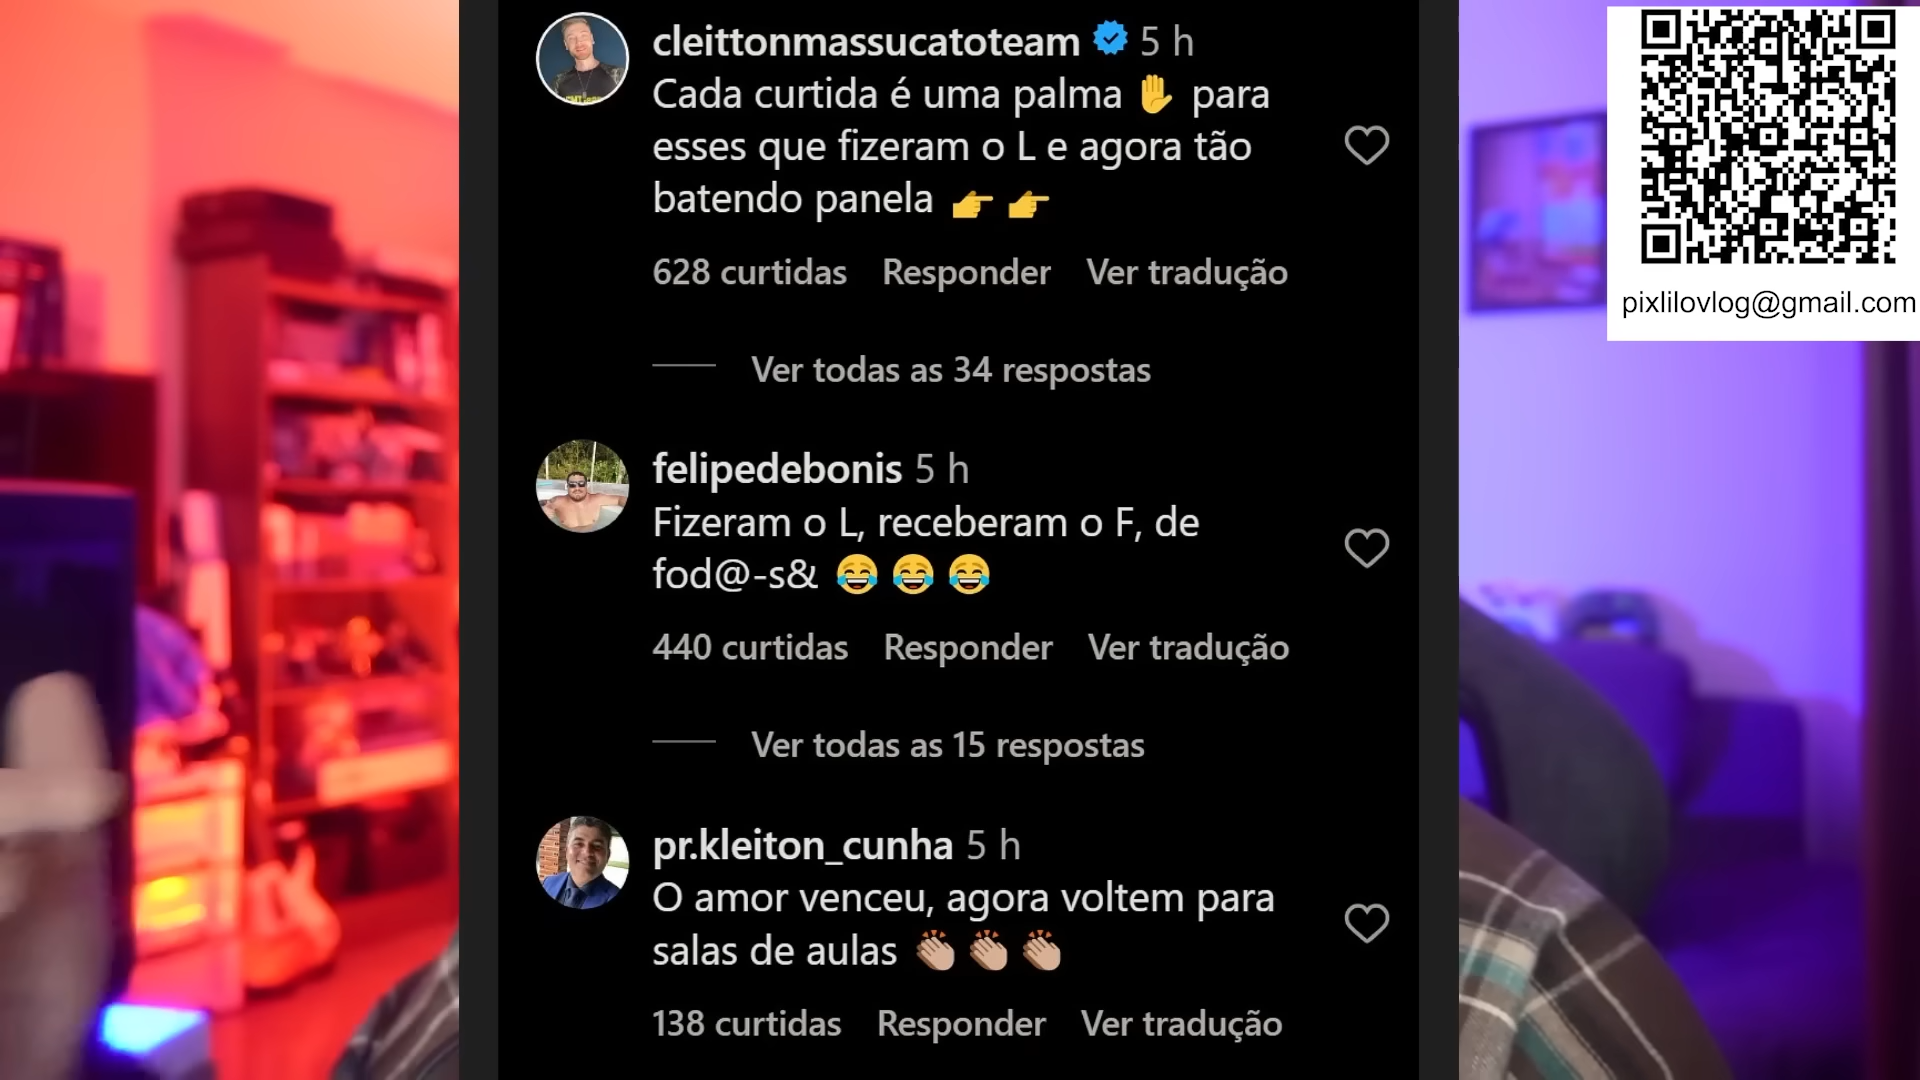 cleittonmassucatoteam 5 h
Cada curtida é uma palma ✋ para
esses que fizeram o L e agora tão
batendo panela 👉 👉
628 curtidas Responder Ver tradução
Ver todas as 34 respostas
felipedebonis 5 h
Fizeram o L, receberam o F, de
fod@-s& 😂 😂 😂
440 curtidas Responder Ver tradução
Ver todas as 15 respostas
pr.kleiton_cunha 5 h
O amor venceu, agora voltem para
salas de aulas 👏🏼 👏🏼 👏🏼
138 curtidas Responder Ver tradução
pixlilovlog@gmail.com